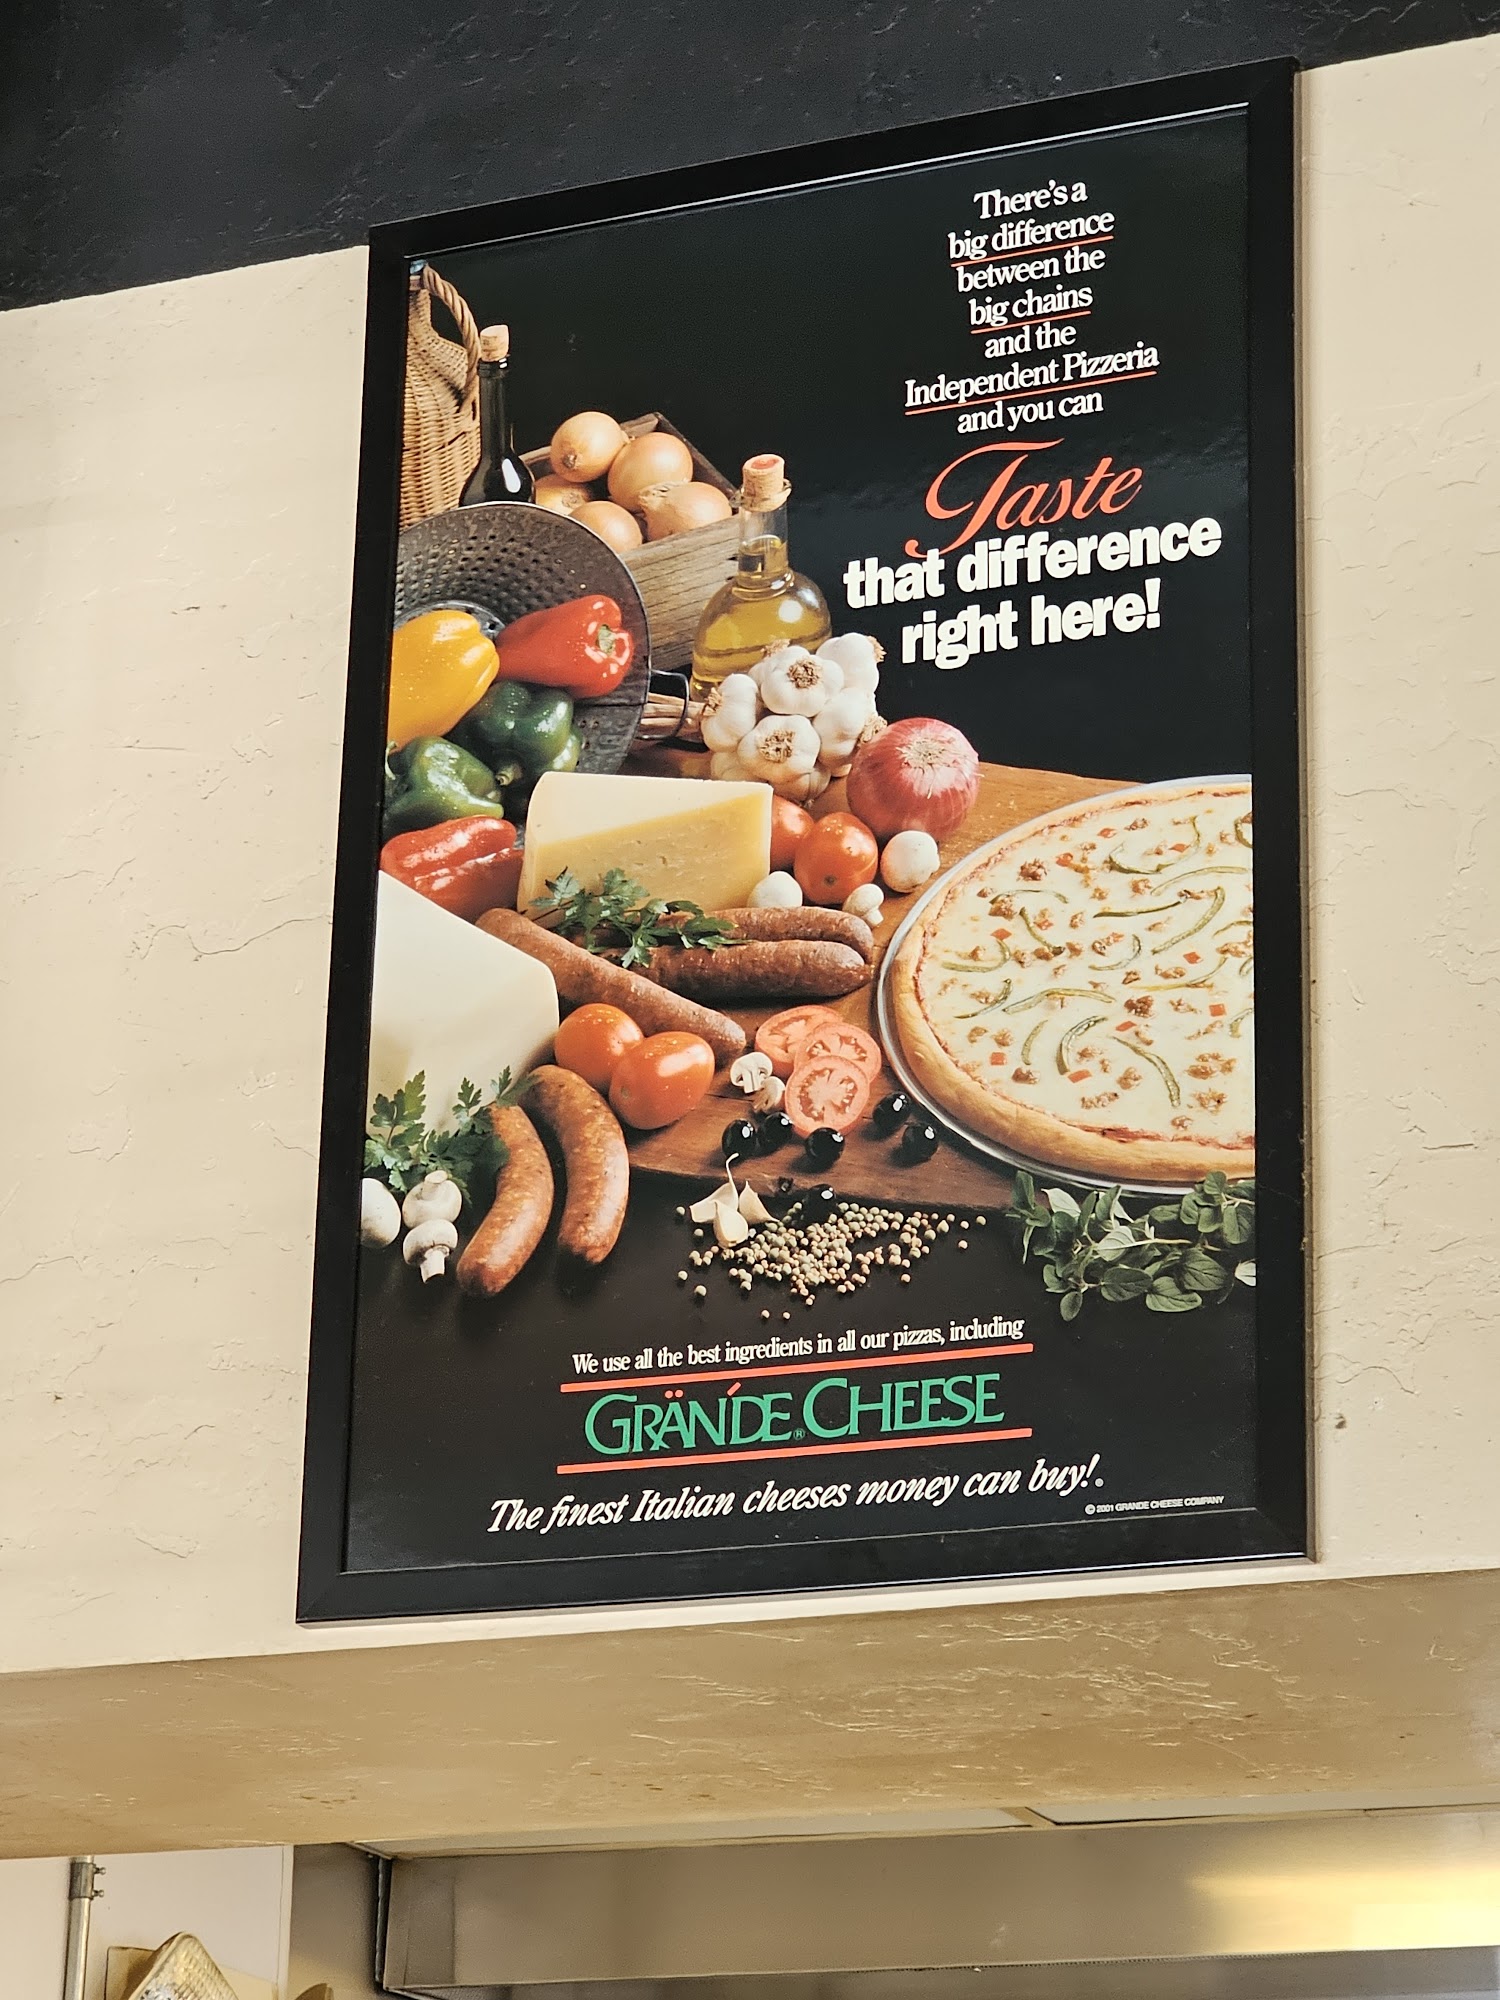 There's a
big difference
between the
big chains
and the
Independent Pizzeria
and you can
Taste
that difference
right here!
We use all the best ingredients in all our pizzas, including
GRÄNDE® CHEESE
The finest Italian cheeses money can buy!®
© 2001 GRANDE CHEESE COMPANY